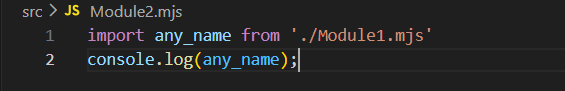 src > JS Module2.mjs
1 import any_name from './Module1.mjs'
2 console.log(any_name);